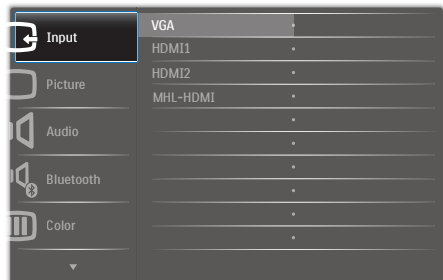 Input
Picture
Audio
Bluetooth
Color
VGA
HDMI1
HDMI2
MHL-HDMI